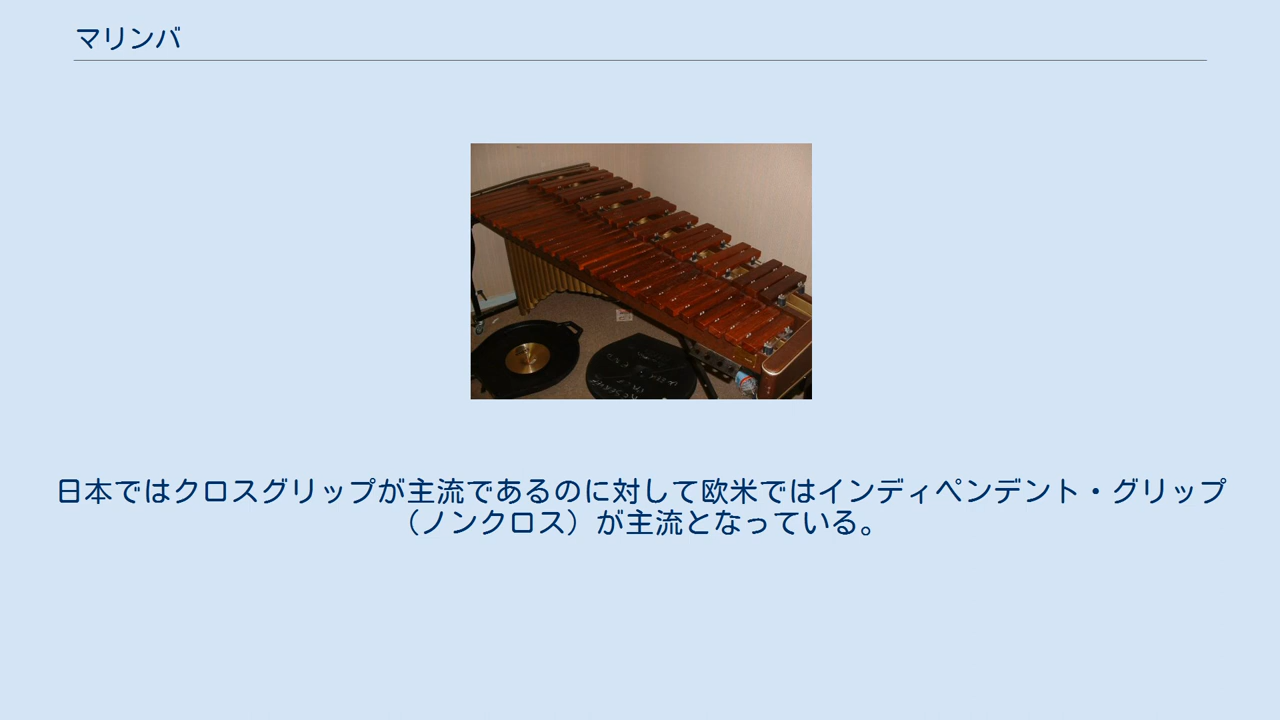 マリンバ
日本ではクロスグリップが主流であるのに対して欧米ではインディペンデント・グリップ
（ノンクロス）が主流となっている。